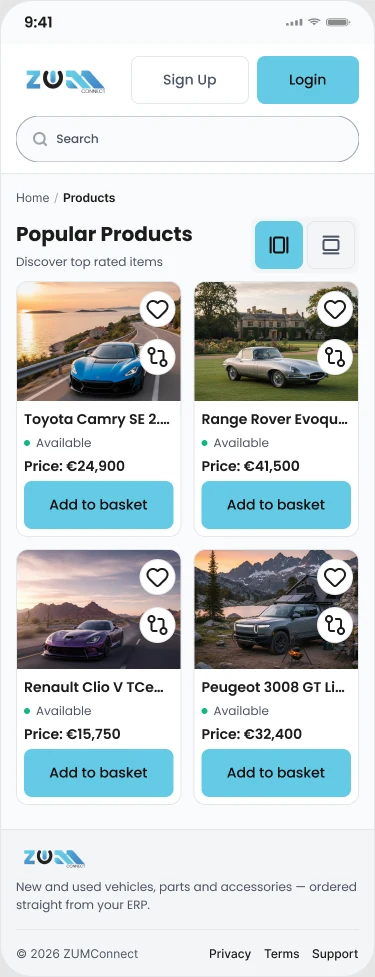 9:41
ZUM
CONNECT
Sign Up
Login
Search
Home / Products
Popular Products
Discover top rated items
Toyota Camry SE 2....
Range Rover Evoqu...
Available
Available
Price: €24,900
Price: €41,500
Add to basket
Add to basket
Renault Clio V TCe...
Peugeot 3008 GT Li...
Available
Available
Price: €15,750
Price: €32,400
Add to basket
Add to basket
ZUM
CONNECT
New and used vehicles, parts and accessories — ordered
straight from your ERP.
© 2026 ZUMConnect
Privacy Terms Support